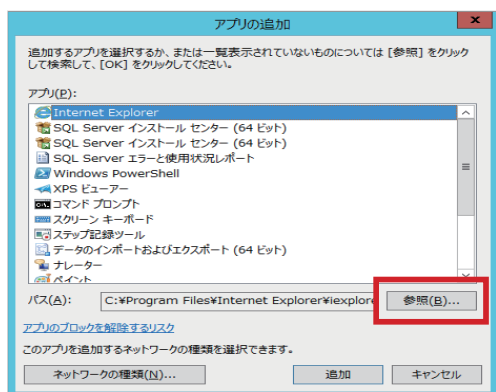 アプリの追加
x
追加するアプリを選択するか、または一覧表示されていないものについては [参照] をクリック
して検索して、[OK] をクリックしてください。
アプリ(P):
Internet Explorer
SQL Server インストール センター (64 ビット)
SQL Server インストール センター (64 ビット)
SQL Server エラーと使用状況レポート
Windows PowerShell
XPS ビューアー
コマンド プロンプト
スクリーン キーボード
ステップ記録ツール
データのインポートおよびエクスポート (64 ビット)
ナレーター
ペイント
パス(A): C:¥Program Files¥Internet Explorer¥iexplore 参照(B)...
アプリのブロックを解除するリスク
このアプリを追加するネットワークの種類を選択できます。
ネットワークの種類(N)... 追加 キャンセル